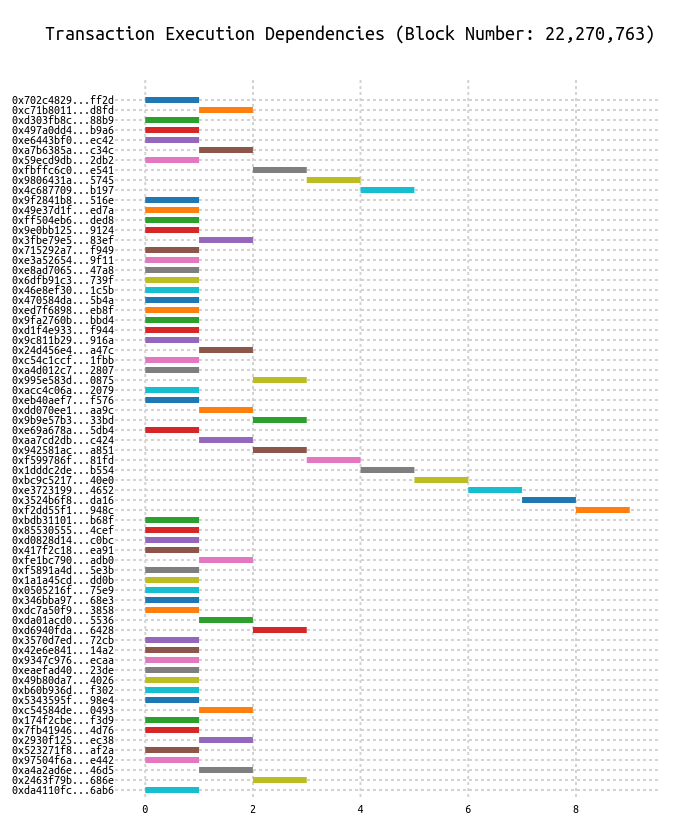 Transaction Execution Dependencies (Block Number: 22,270,763)
0x702c4829...ff2d
0xc71b8011...d8fd
0xd303fb8c...88b9
0x497a0dd4...b9a6
0xe6443bf0...ec42
0xa7b6385a...c34c
0x59ecd9db...2db2
0xfbffc6c0...e541
0x9806431a...5745
0x4c687709...b197
0x9f2841b8...516e
0x49e37d1f...ed7a
0xff504eb6...ded8
0x9e0bb125...9124
0x3fbe79e5...83ef
0x715292a7...f949
0xe3a52654...9f11
0xe8ad7065...47a8
0x6dfb91c3...739f
0x46e8ef30...1c5b
0x470584da...5b4a
0xed7f6898...eb8f
0x9fa2760b...bbd4
0xd1f4e933...f944
0x9c811b29...916a
0x24d456e4...a47c
0xc54c1ccf...1fbb
0xa4d012c7...2807
0x995e583d...0875
0xacc4c06a...2079
0xeb40aef7...f576
0xdd070ee1...aa9c
0x9b9e57b3...33bd
0xe69a678a...5db4
0xaa7cd2db...c424
0x942581ac...a851
0xf599786f...81fd
0x1dddc2de...b554
0xbc9c5217...40e0
0xe3723199...4652
0x3524b6f8...da16
0xf2dd55f1...948c
0xbdb31101...b68f
0x85530555...4cef
0xd0828d14...c0bc
0x417f2c18...ea91
0xfe1bc790...adb0
0xf5891a4d...5e3b
0x1a1a45cd...dd0b
0x0505216f...75e9
0x346bba97...68e3
0xdc7a50f9...3858
0xda01acd0...5536
0xd6940fda...6428
0x3570d7ed...72cb
0x42e6e841...14a2
0x9347c976...ecaa
0xeaefad40...23de
0x49b80da7...4026
0xb60b936d...f302
0x5343595f...98e4
0xc54584de...0493
0x174f2cbe...f3d9
0x7fb41946...4d76
0x2930f125...ec38
0x523271f8...af2a
0x97504f6a...e442
0xa4a2ad6e...46d5
0x2463f79b...686e
0xda4110fc...6ab6
0 2 4 6 8